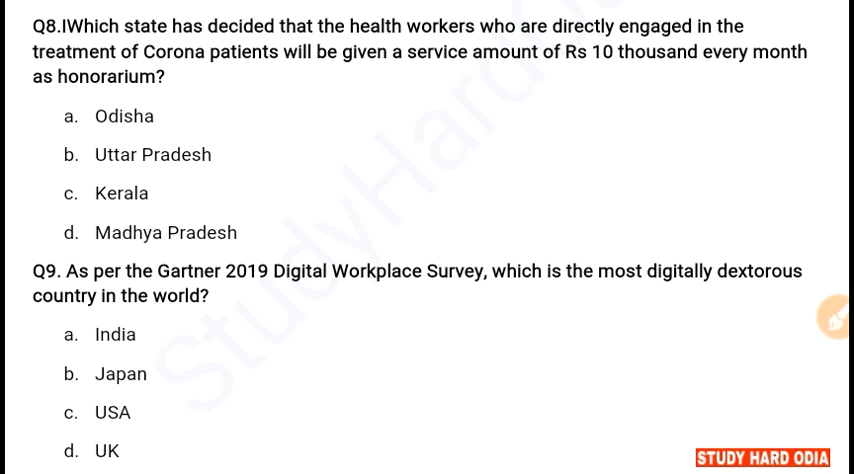 Q8.IWhich state has decided that the health workers who are directly engaged in the
treatment of Corona patients will be given a service amount of Rs 10 thousand every month
as honorarium?
a. Odisha
b. Uttar Pradesh
c. Kerala
d. Madhya Pradesh
Q9. As per the Gartner 2019 Digital Workplace Survey, which is the most digitally dextorous
country in the world?
a. India
b. Japan
c. USA
d. UK
STUDY HARD ODIA
StudyHard